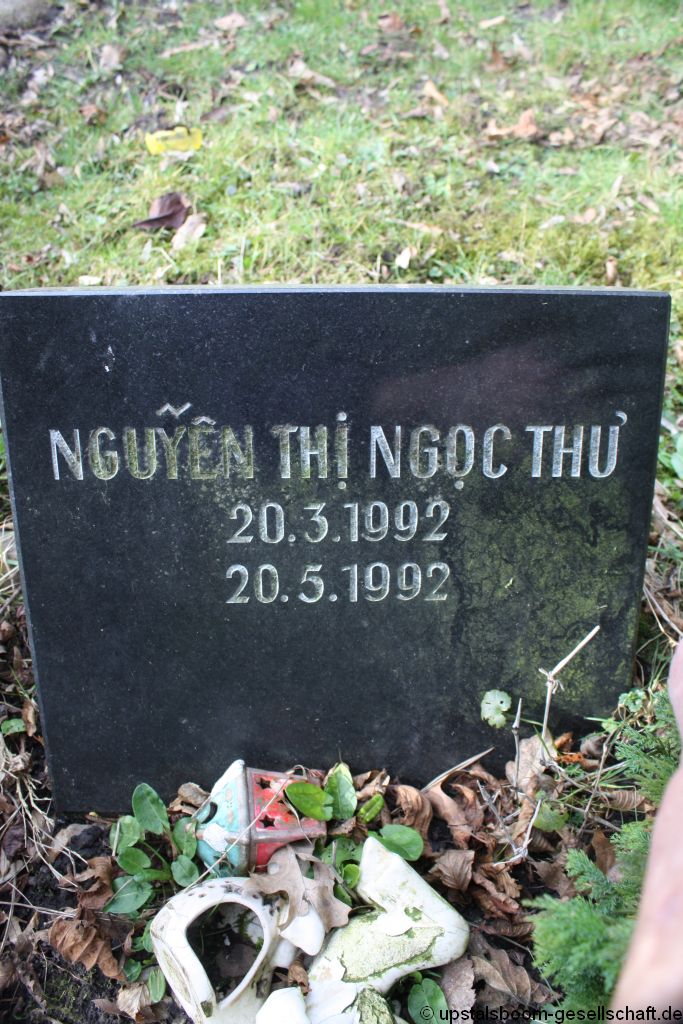 NGUYỄN THỊ NGỌC THƯ
20.3.1992
20.5.1992
© upstalsboom-gesellschaft.de